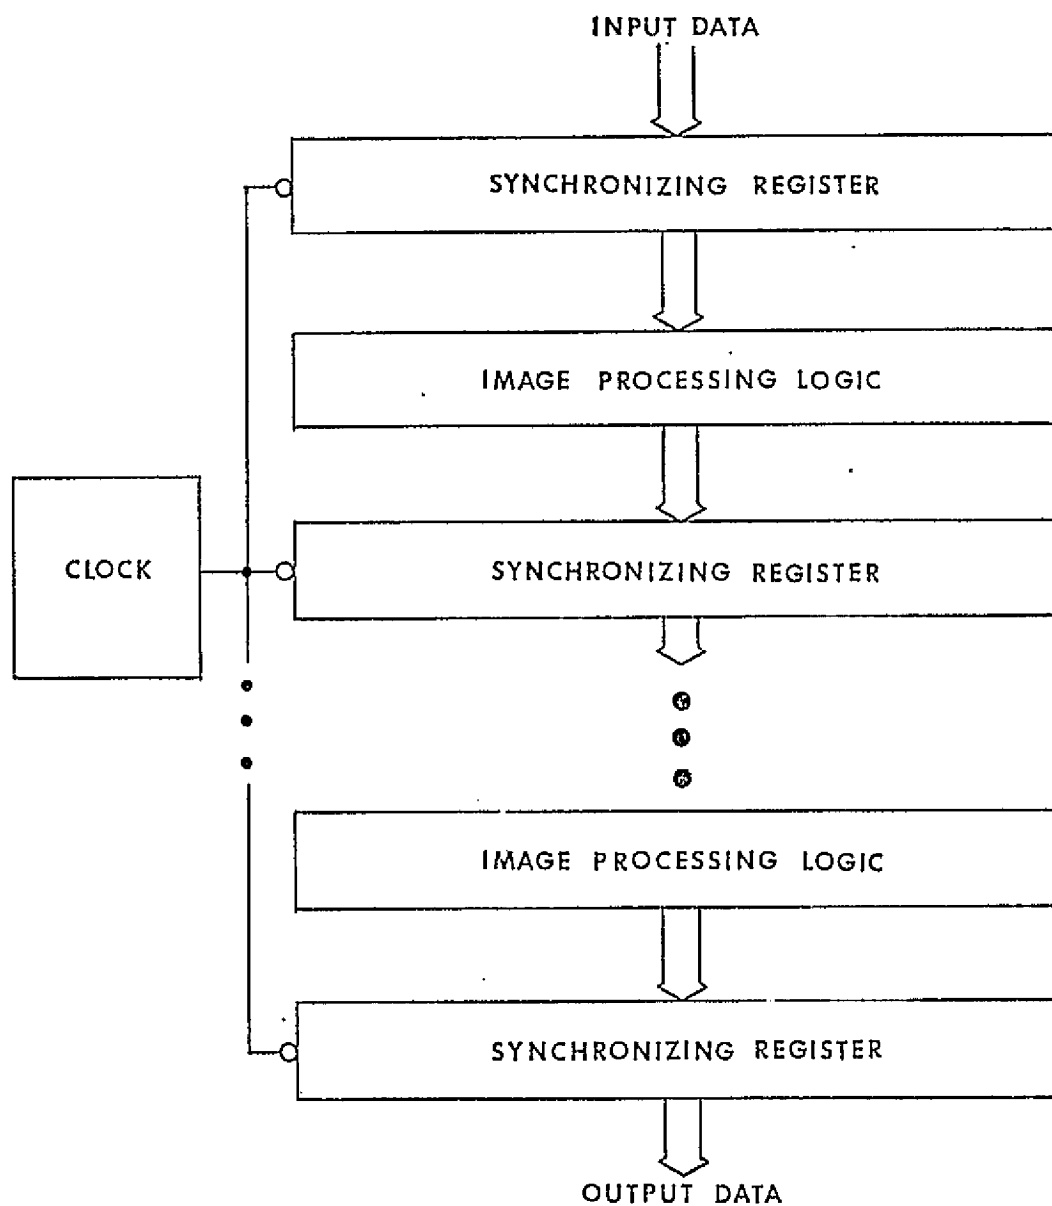 INPUT DATA
SYNCHRONIZING REGISTER
IMAGE PROCESSING LOGIC
CLOCK
SYNCHRONIZING REGISTER
IMAGE PROCESSING LOGIC
SYNCHRONIZING REGISTER
OUTPUT DATA